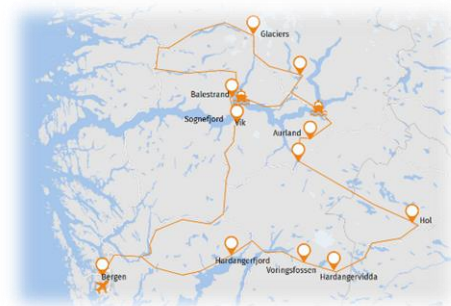 Glaciers
Balestrand
Sognefjord
Vik
Aurland
Hol
Hardangerfjord
Voringsfossen
Hardangervidda
Bergen